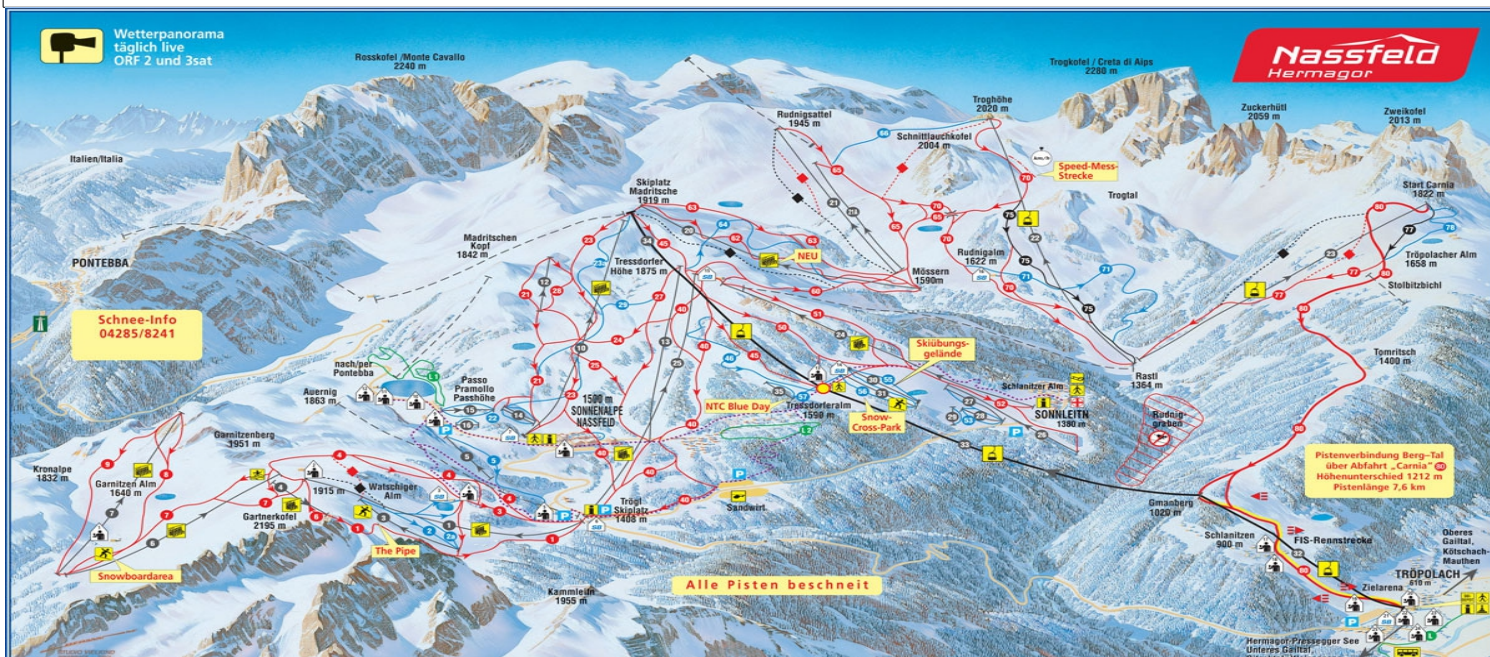 Wetterpanorama
täglich live
ORF 2 und 3sat
Nassfeld
Hermagor
Rosskofel /Monte Cavallo
2240 m
Trogkofel / Creta di Aips
2280 m
Troghöhe
2020 m
Zuckerhütl
2059 m
Zweikofel
2013 m
Rudnigsattel
1945 m
Schnittlauchkofel
2004 m
Italien/Italia
Speed-Mess-
Strecke
Skiplatz
Madritsche
1919 m
Trogtal
Start Carnia
1822 m
Madritschen
Kopf
1842 m
Tressdorfer
Höhe 1875 m
NEU
Rudnigalm
1622 m
Mössern
1590m
Tröpolacher Alm
1658 m
Stolbitzbichl
PONTEBBA
Schnee-Info
04285/8241
Skiübungs-
gelände
Tomritsch
1400 m
nach/per
Pontebba
Auernig
1863 m
Passo
Pramollo
Passhöhe
1500 m
SONNENALPE
NASSFELD
Rastl
1364 m
Schlanitzer Alm
SONNLEITN
1380 m
NTC Blue Day
Tressdorferalm
1590 m
Snow-
Cross-Park
Rudnig-
graben
Garnitzenberg
1951 m
Kronalpe
1832 m
Garnitzen Alm
1640 m
1915 m
Watschiger
Alm
Gartnerkofel
2195 m
Trögl
Skiplatz
1408 m
Sandwirt
Pistenverbindung Berg–Tal
über Abfahrt „Carnia“ 80
Höhenunterschied 1212 m
Pistenlänge 7,6 km
Gmanberg
1020 m
The Pipe
Snowboardarea
Schlanitzen
900 m
FIS-Rennstrecke
Oberes
Gailtal,
Kötschach-
Mauthen
TRÖPOLACH
610 m
Zielarena
Alle Pisten beschneit
Kammleitn
1955 m
Hermagor-Pressegger See
Unteres Gailtal